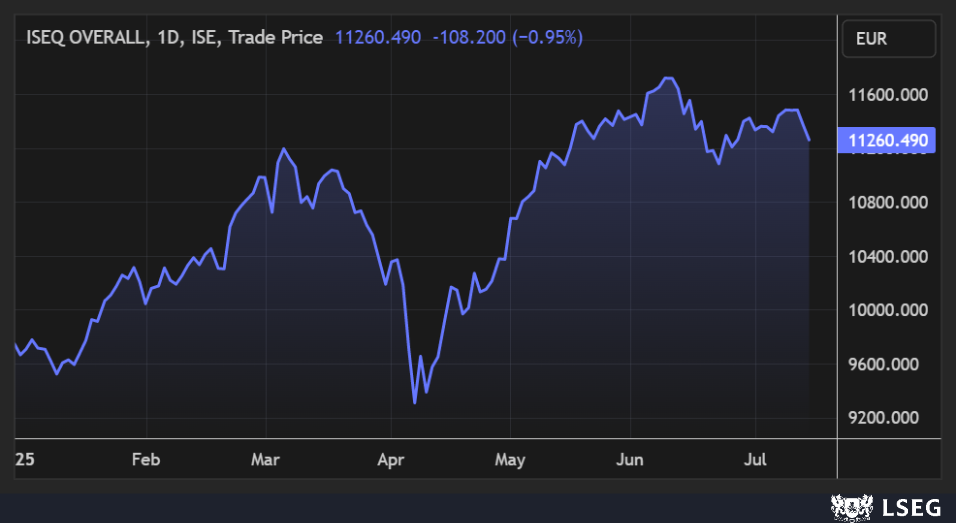 ISEQ OVERALL, 1D, ISE, Trade Price 11260.490 -108.200 (−0.95%)
EUR
11600.000
11260.490
10800.000
10400.000
10000.000
9600.000
9200.000
25 Feb Mar Apr May Jun Jul
LSEG